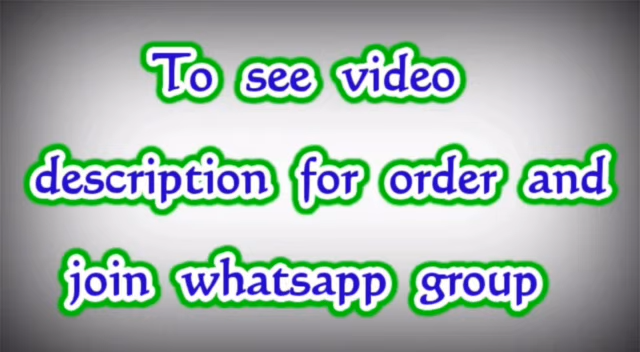 To see video
description for order and
join whatsapp group